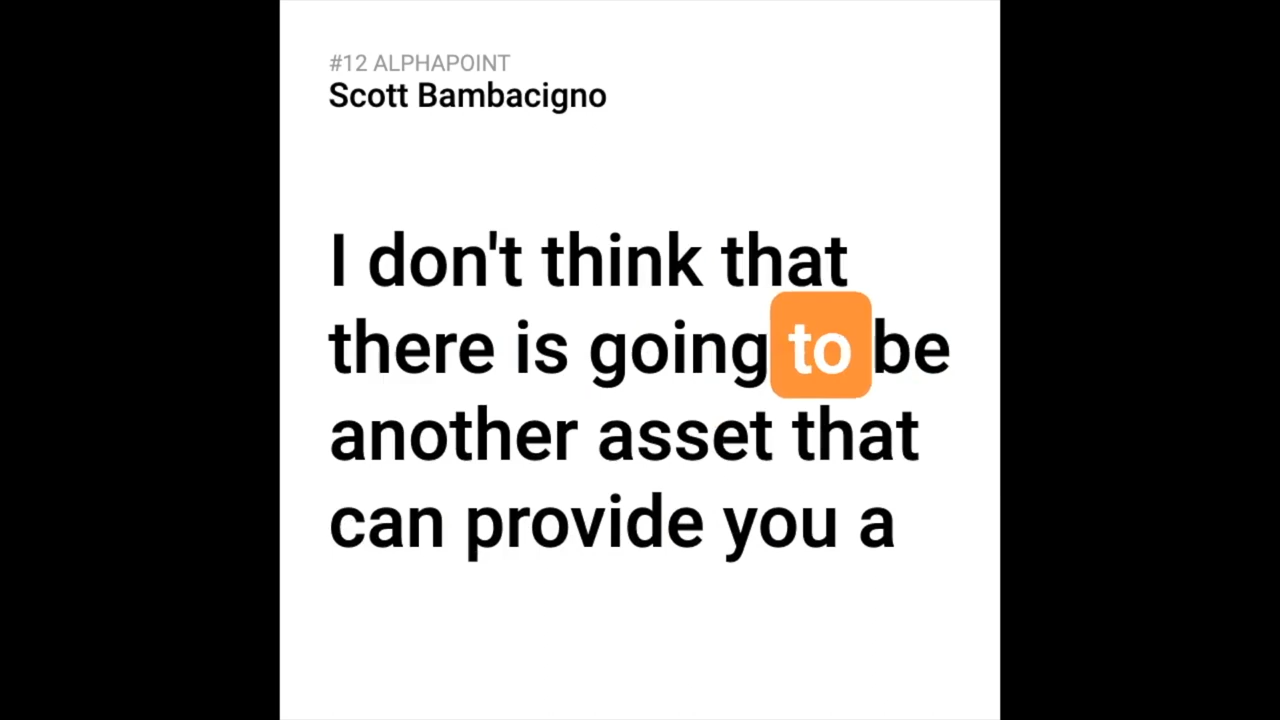 #12 ALPHAPOINT
Scott Bambacigno
I don't think that
there is going to be
another asset that
can provide you a